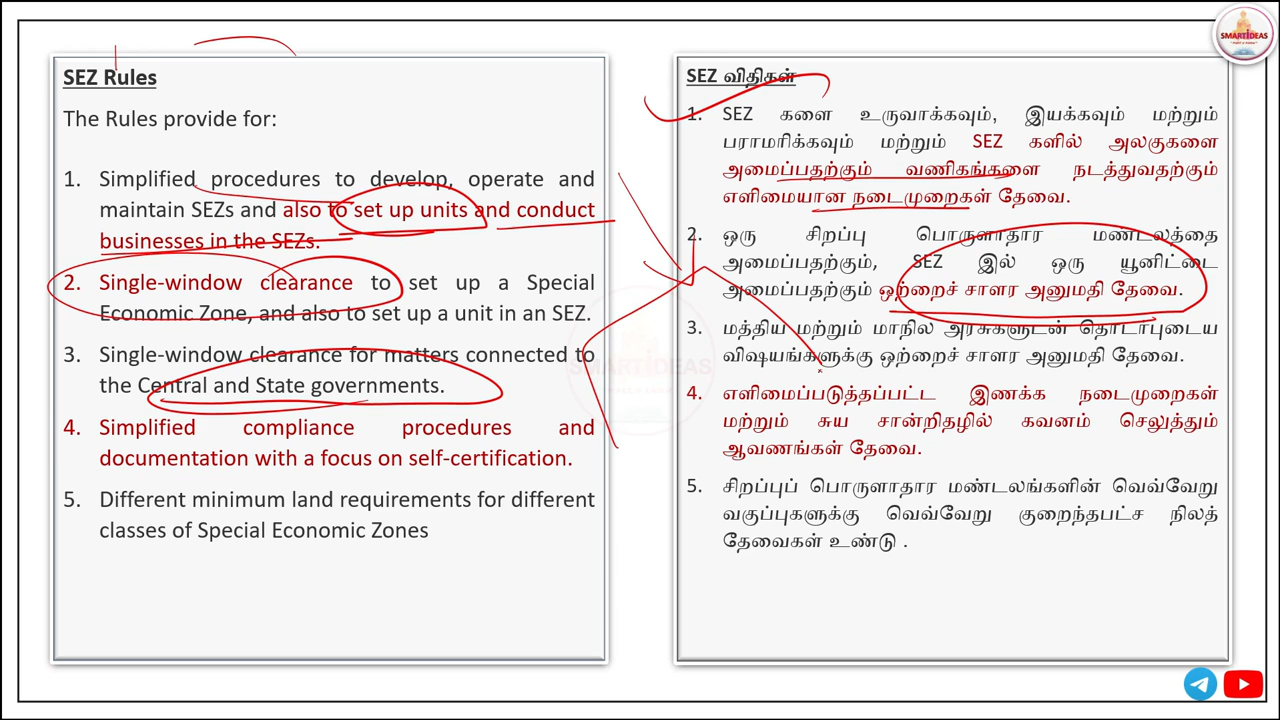 SMARTIDEAS
SEZ Rules
The Rules provide for:
1. Simplified procedures to develop, operate and
maintain SEZs and also to set up units and conduct
businesses in the SEZs.
2. Single-window clearance to set up a Special
Economic Zone, and also to set up a unit in an SEZ.
3. Single-window clearance for matters connected to
the Central and State governments.
4. Simplified compliance procedures and
documentation with a focus on self-certification.
5. Different minimum land requirements for different
classes of Special Economic Zones
SEZ விதிகள்
1. SEZ களை உருவாக்கவும், இயக்கவும் மற்றும்
பராமரிக்கவும் மற்றும் SEZ களில் அலகுகளை
அமைப்பதற்கும் வணிகங்களை நடத்துவதற்கும்
எளிமையான நடைமுறைகள் தேவை.
2. ஒரு சிறப்பு பொருளாதார மண்டலத்தை
அமைப்பதற்கும், SEZ இல் ஒரு யூனிட்டை
அமைப்பதற்கும் ஒற்றைச் சாளர அனுமதி தேவை.
3. மத்திய மற்றும் மாநில அரசுகளுடன் தொடர்புடைய
விஷயங்களுக்கு ஒற்றைச் சாளர அனுமதி தேவை.
4. எளிமைப்படுத்தப்பட்ட இணக்க நடைமுறைகள்
மற்றும் சுய சான்றிதழில் கவனம் செலுத்தும்
ஆவணங்கள் தேவை.
5. சிறப்புப் பொருளாதார மண்டலங்களின் வெவ்வேறு
வகுப்புகளுக்கு வெவ்வேறு குறைந்தபட்ச நிலத்
தேவைகள் உண்டு .
SMARTIDEAS